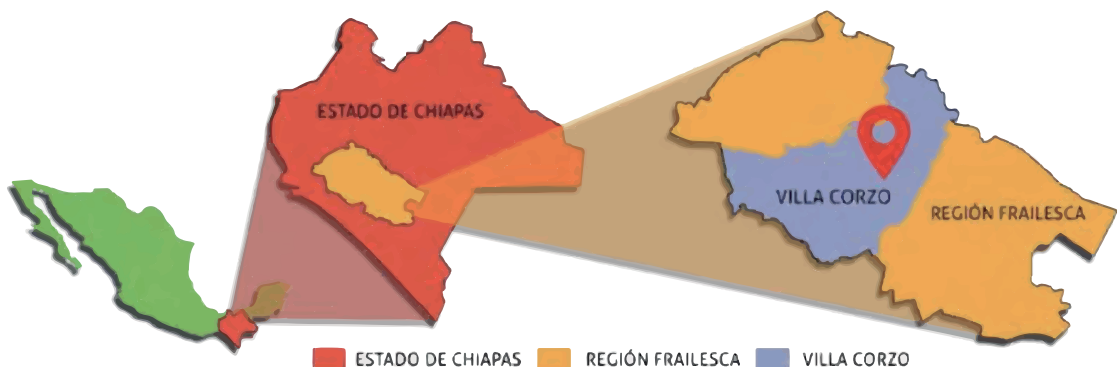 ESTADO DE CHIAPAS
VILLA CORZO
REGIÓN FRAILESCA
ESTADO DE CHIAPAS
REGIÓN FRAILESCA
VILLA CORZO